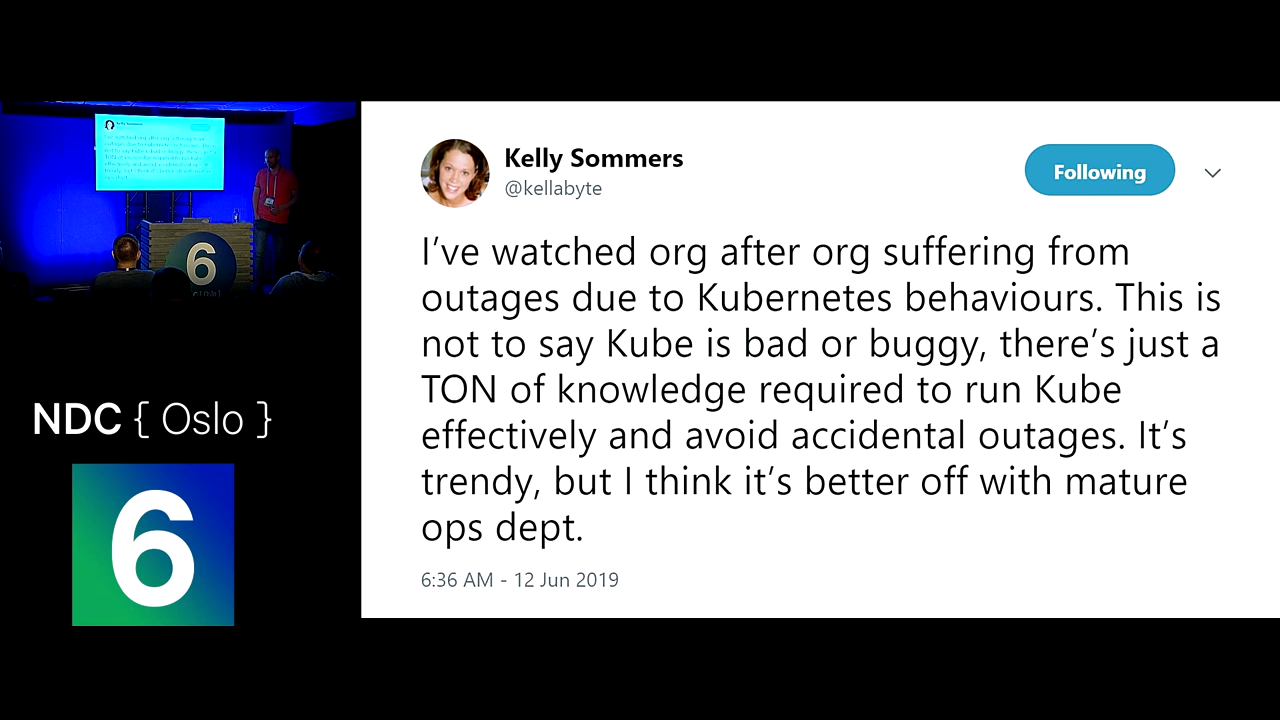 Kelly Sommers
@kellabyte
Following
I've watched org after org suffering from
outages due to Kubernetes behaviours. This is
not to say Kube is bad or buggy, there's just a
TON of knowledge required to run Kube
effectively and avoid accidental outages. It's
trendy, but I think it's better off with mature
ops dept.
6:36 AM - 12 Jun 2019
6
NDC { Oslo }
6